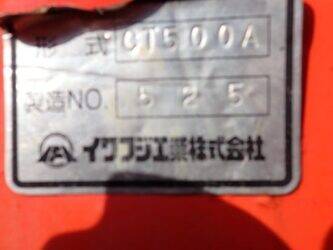 形式 CT500A
製造NO. 525
イワフジ工業株式会社